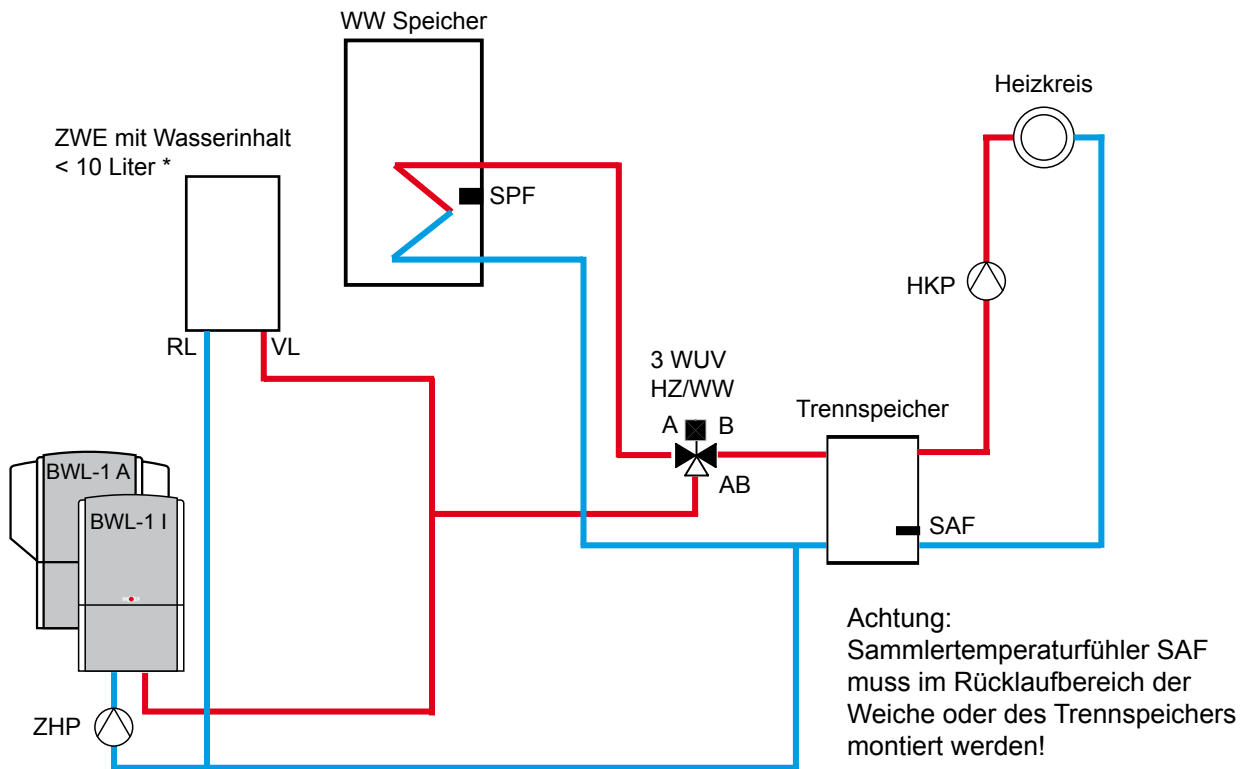 WW Speicher
Heizkreis
ZWE mit Wasserinhalt
< 10 Liter *
SPF
HKP
RL
VL
3 WUV
HZ/WW
A
B
AB
Trennspeicher
SAF
BWL-1 A
BWL-1 I
ZHP
Achtung:
Sammlertemperaturfühler SAF
muss im Rücklaufbereich der
Weiche oder des Trennspeichers
montiert werden!